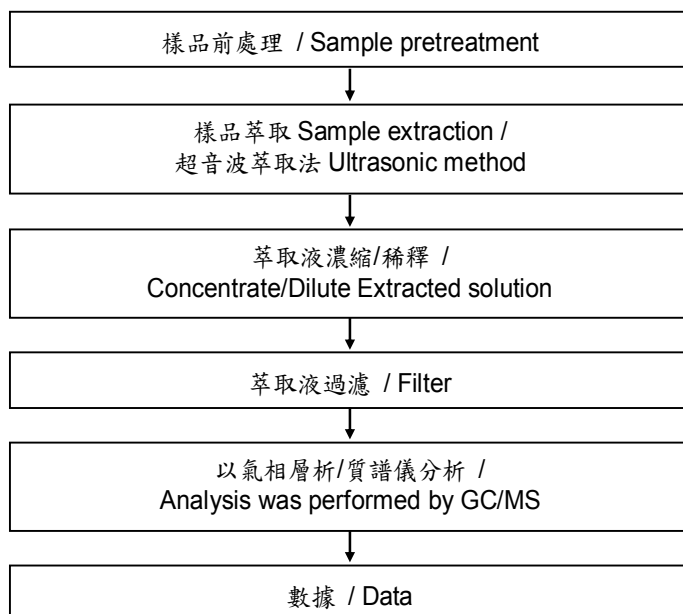 樣品前處理 / Sample pretreatment
樣品萃取 Sample extraction /
超音波萃取法 Ultrasonic method
萃取液濃縮/稀釋 /
Concentrate/Dilute Extracted solution
萃取液過濾 / Filter
以氣相層析/質譜儀分析 /
Analysis was performed by GC/MS
數據 / Data